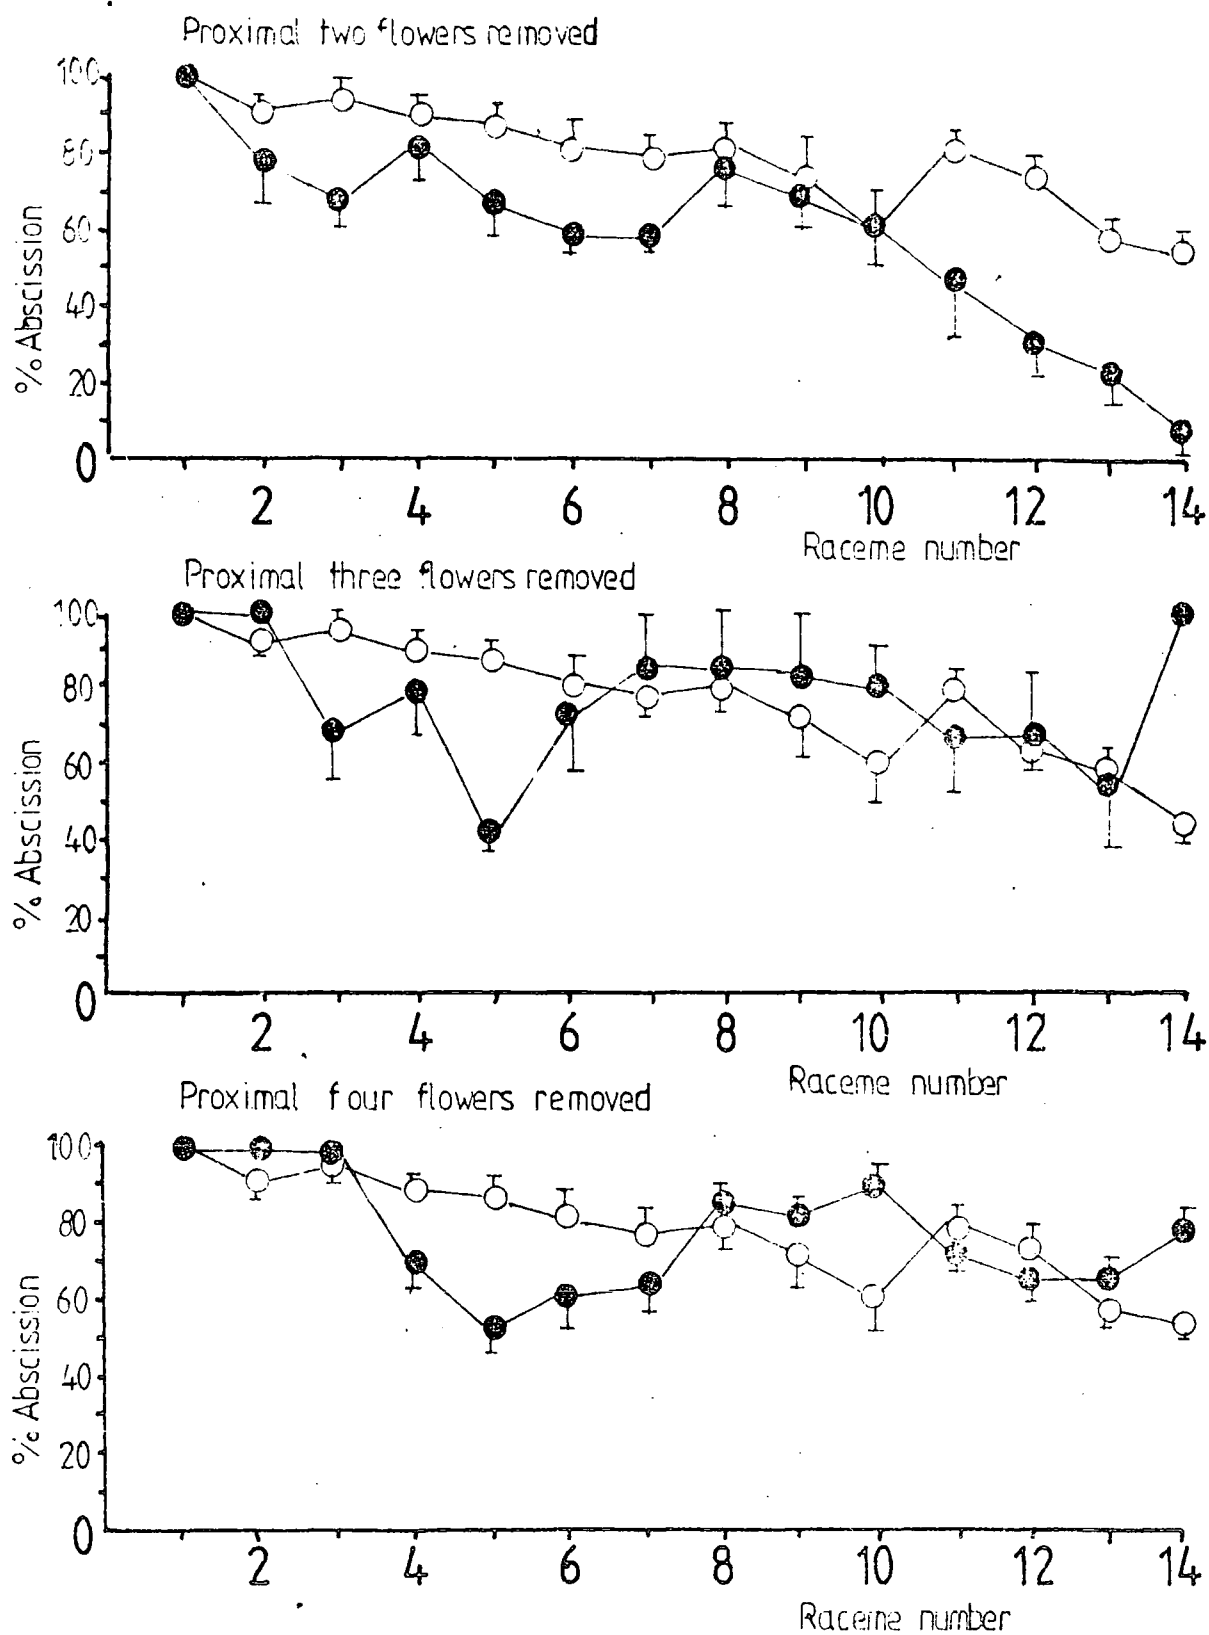 Proximal two flowers removed
100
80
60
40
20
0
% Abscission
2 4 6 8 10 12 14
Raceme number
Proximal three flowers removed
100
80
60
40
20
0
% Abscission
2 4 6 8 10 12 14
Raceme number
Proximal four flowers removed
100
80
60
40
20
0
% Abscission
2 4 6 8 10 12 14
Raceme number